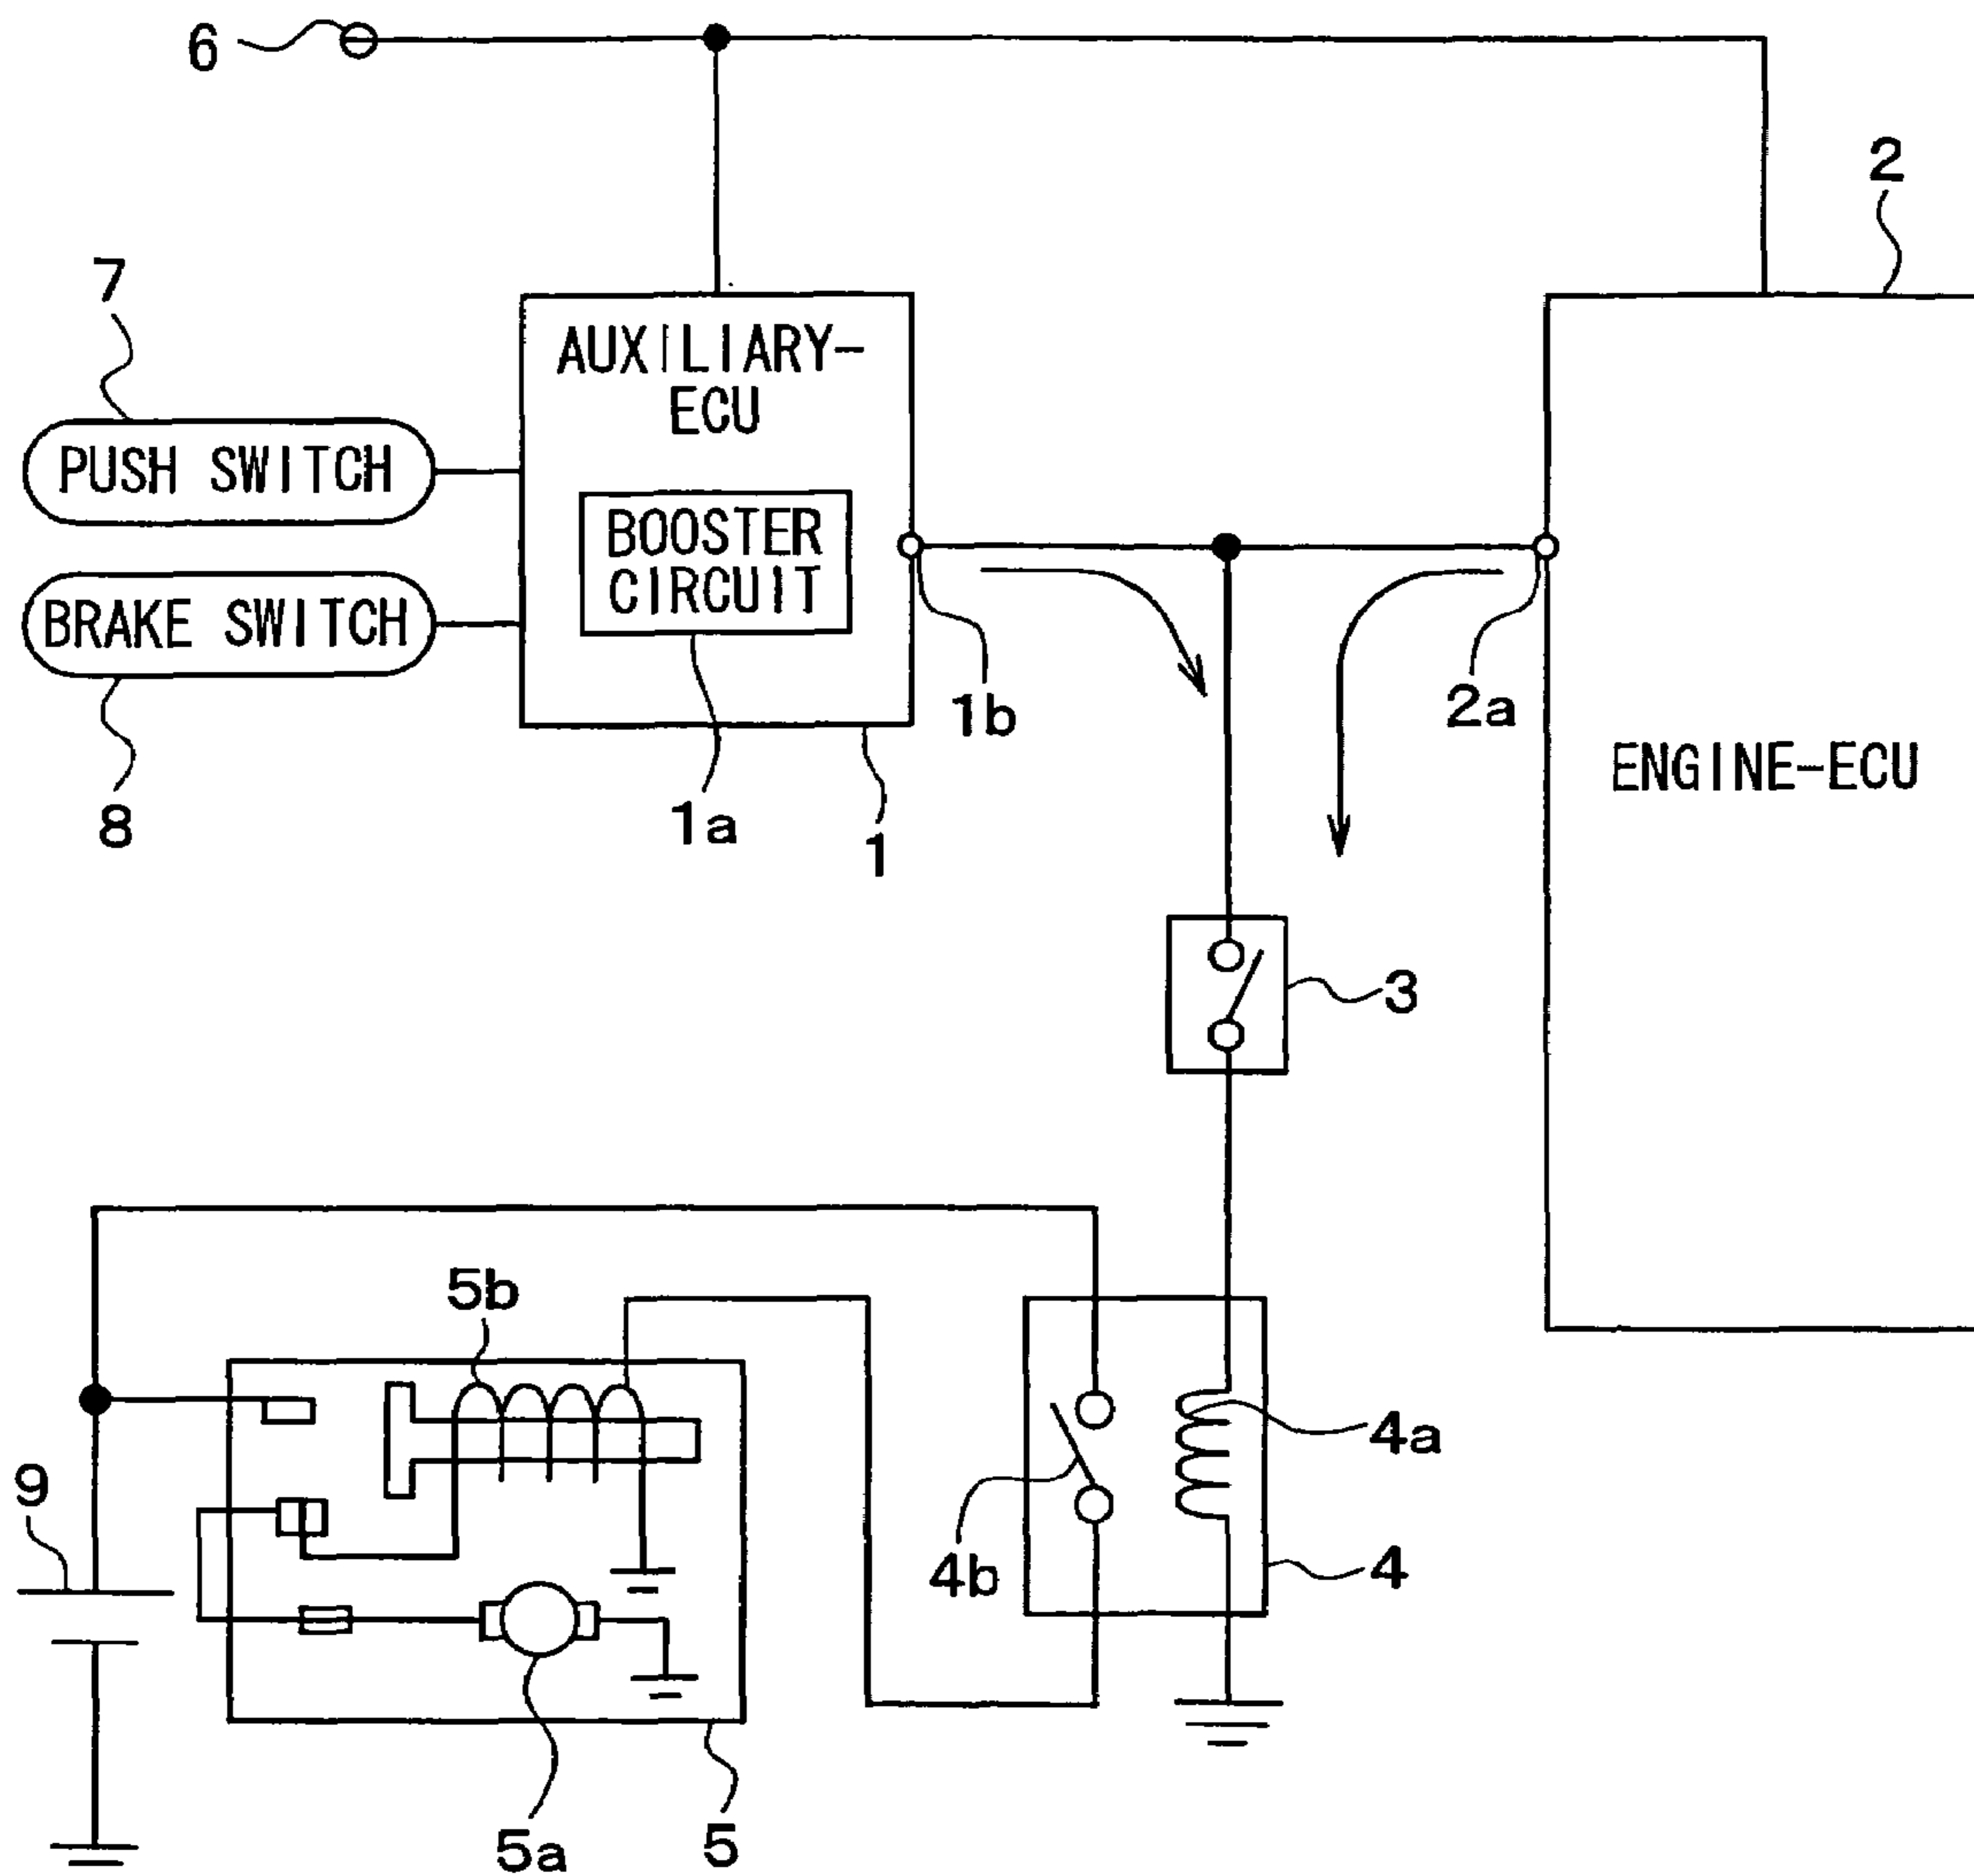 6
2
7
AUXILIARY-
ECU
PUSH SWITCH
BOOSTER
CIRCUIT
BRAKE SWITCH
1b
2a
ENGINE-ECU
8
1a
1
3
5b
4a
9
4b
4
5a
5